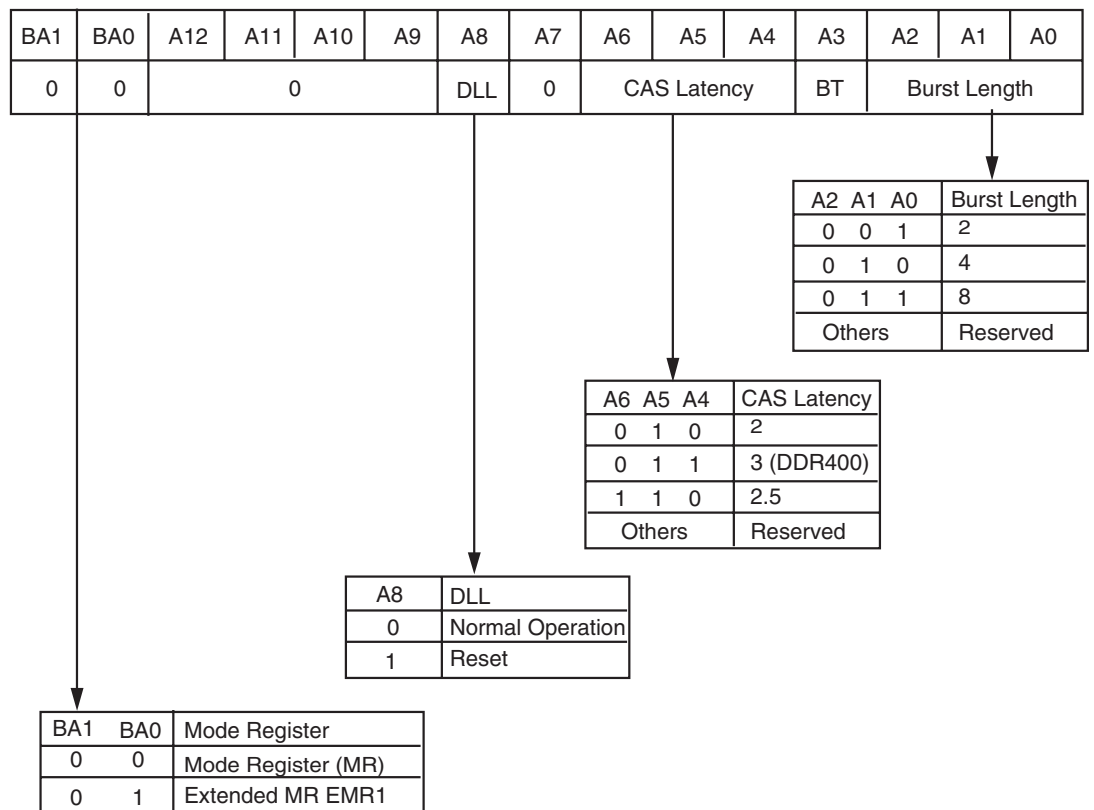 BA1 BA0 A12 A11 A10 A9 A8 A7 A6 A5 A4 A3 A2 A1 A0
0 0 0 DLL 0 CAS Latency BT Burst Length
A2 A1 A0 Burst Length
0 0 1 2
0 1 0 4
0 1 1 8
Others Reserved
A6 A5 A4 CAS Latency
0 1 0 2
0 1 1 3 (DDR400)
1 1 0 2.5
Others Reserved
A8 DLL
0 Normal Operation
1 Reset
BA1 BA0 Mode Register
0 0 Mode Register (MR)
0 1 Extended MR EMR1